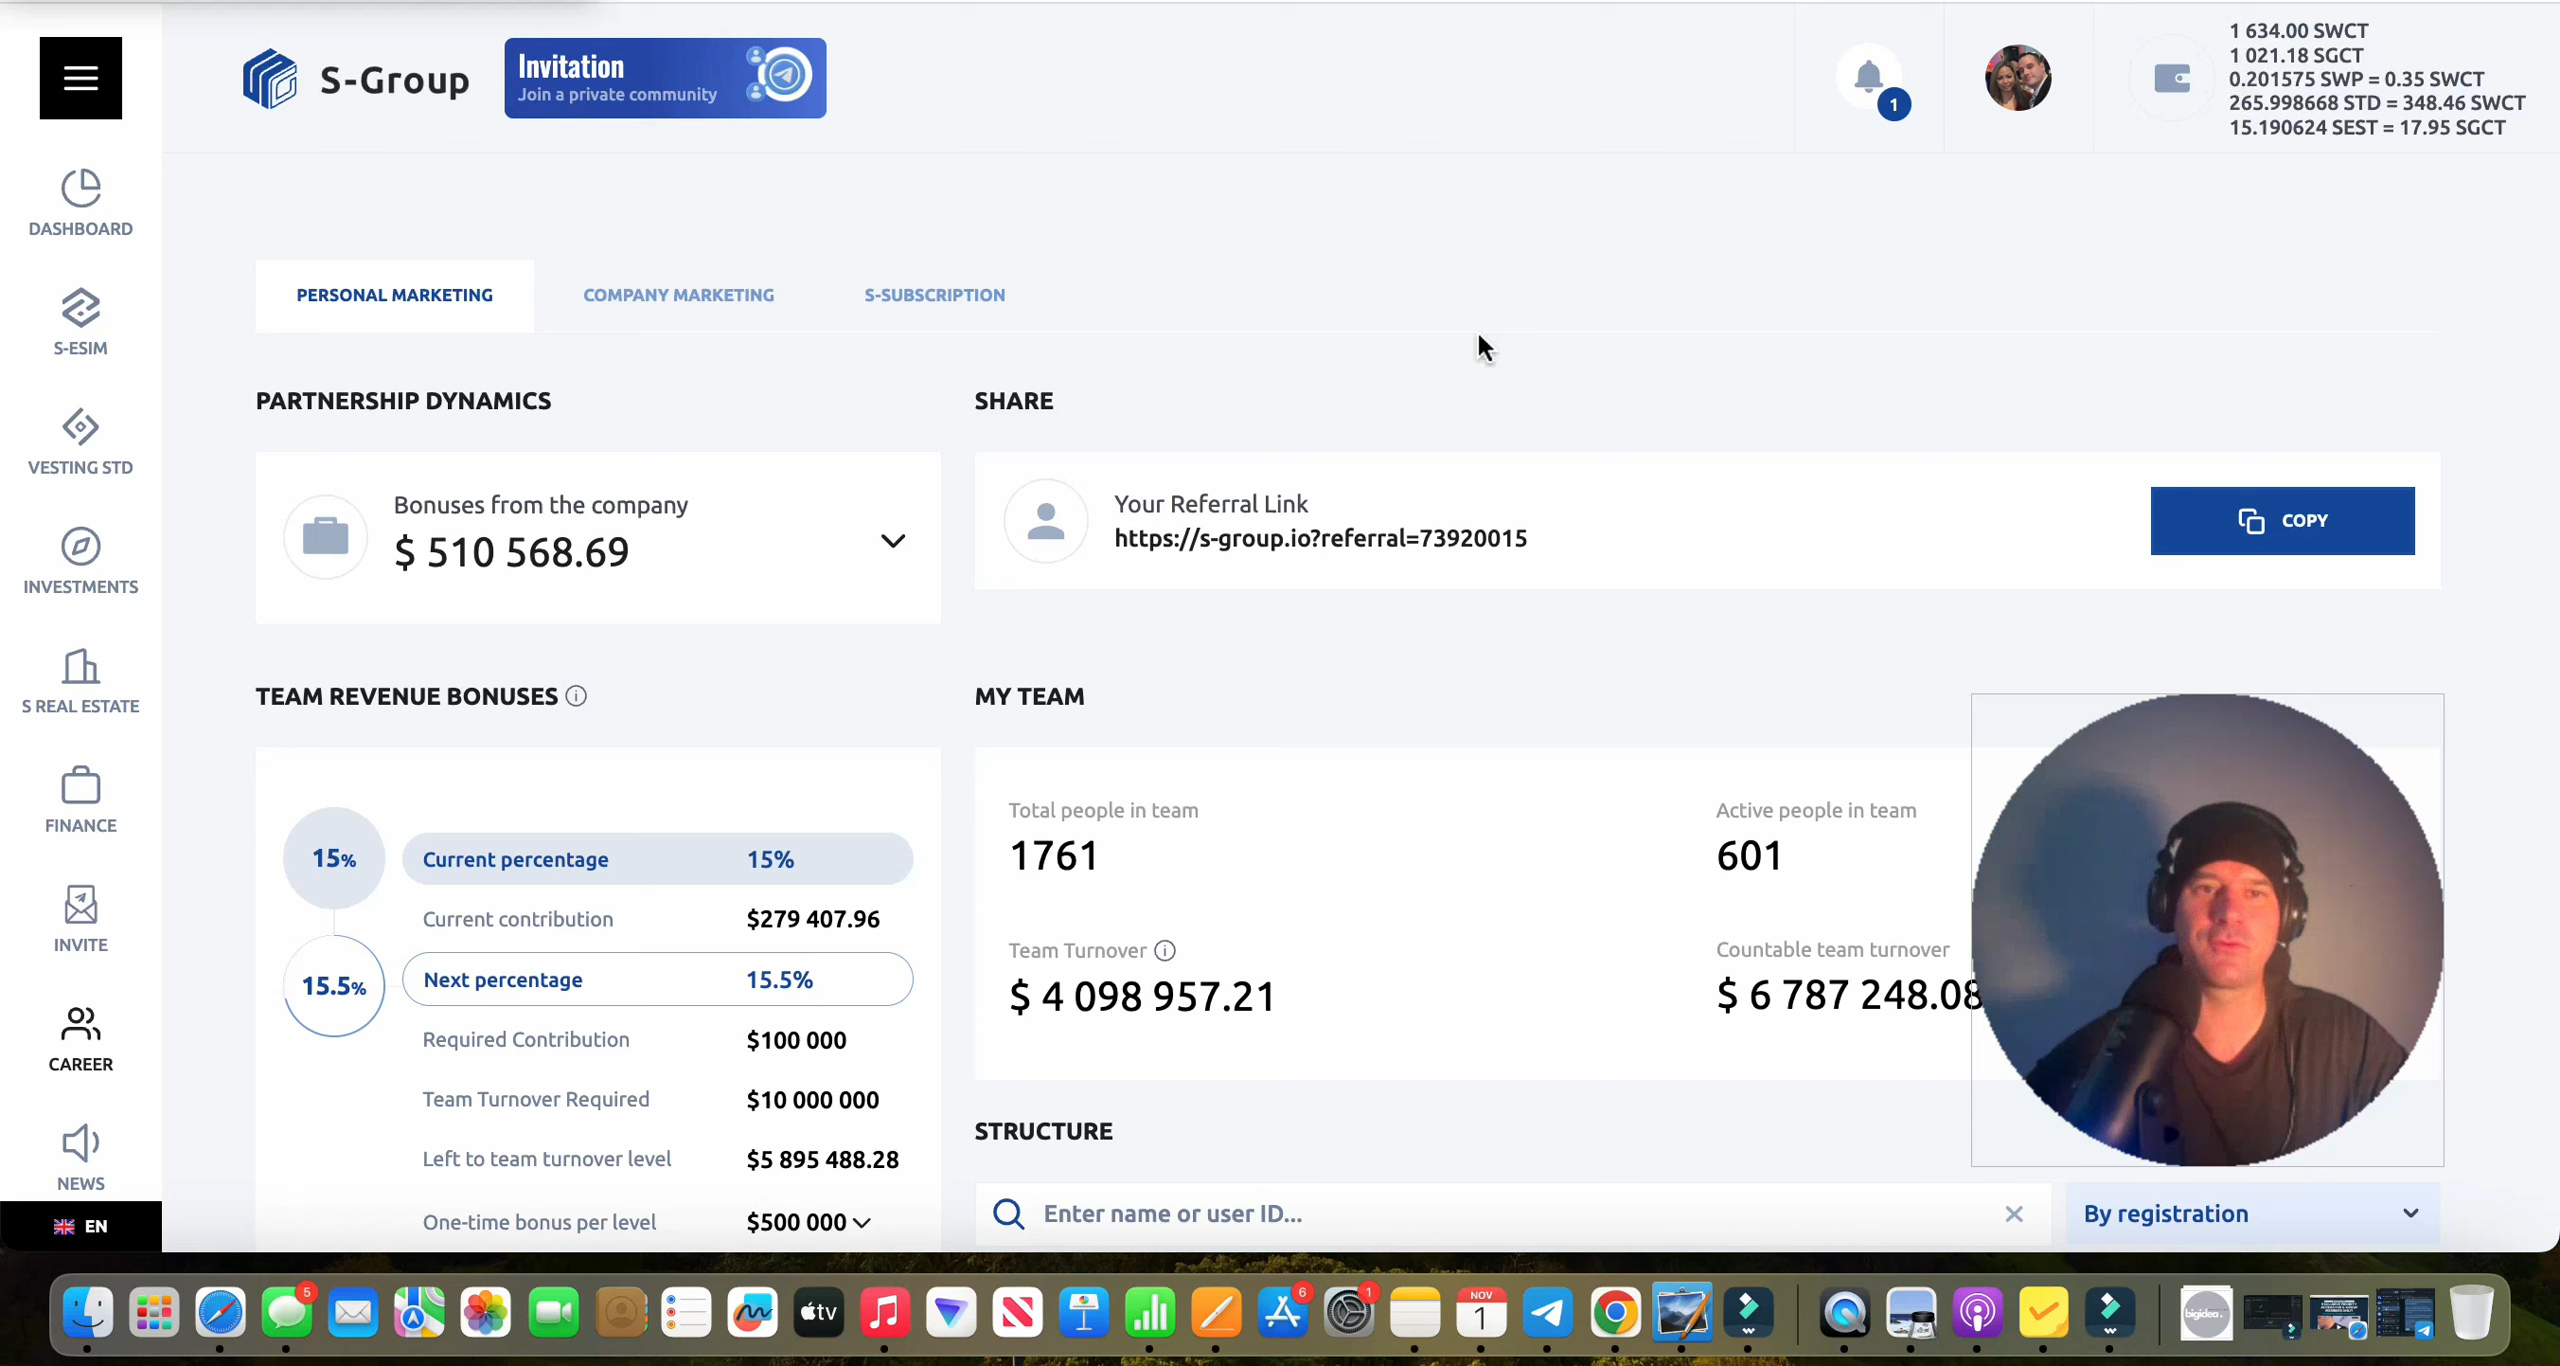 S-Group
Invitation
Join a private community
1
1 634.00 SWCT
1 021.18 SGCT
0.201575 SWP = 0.35 SWCT
265.998668 STD = 348.46 SWCT
15.190624 SEST = 17.95 SGCT
DASHBOARD
S-ESIM
VESTING STD
INVESTMENTS
S REAL ESTATE
FINANCE
INVITE
CAREER
NEWS
EN
PERSONAL MARKETING
COMPANY MARKETING
S-SUBSCRIPTION
PARTNERSHIP DYNAMICS
Bonuses from the company
$ 510 568.69
SHARE
Your Referral Link
https://s-group.io?referral=73920015
COPY
TEAM REVENUE BONUSES
15%
Current percentage 15%
Current contribution $279 407.96
15.5%
Next percentage 15.5%
Required Contribution $100 000
Team Turnover Required $10 000 000
Left to team turnover level $5 895 488.28
One-time bonus per level $500 000
MY TEAM
Total people in team
1761
Active people in team
601
Team Turnover
$ 4 098 957.21
Countable team turnover
$ 6 787 248.08
STRUCTURE
Enter name or user ID...
By registration
5
tv
6
1
NOV
1
bigidea.